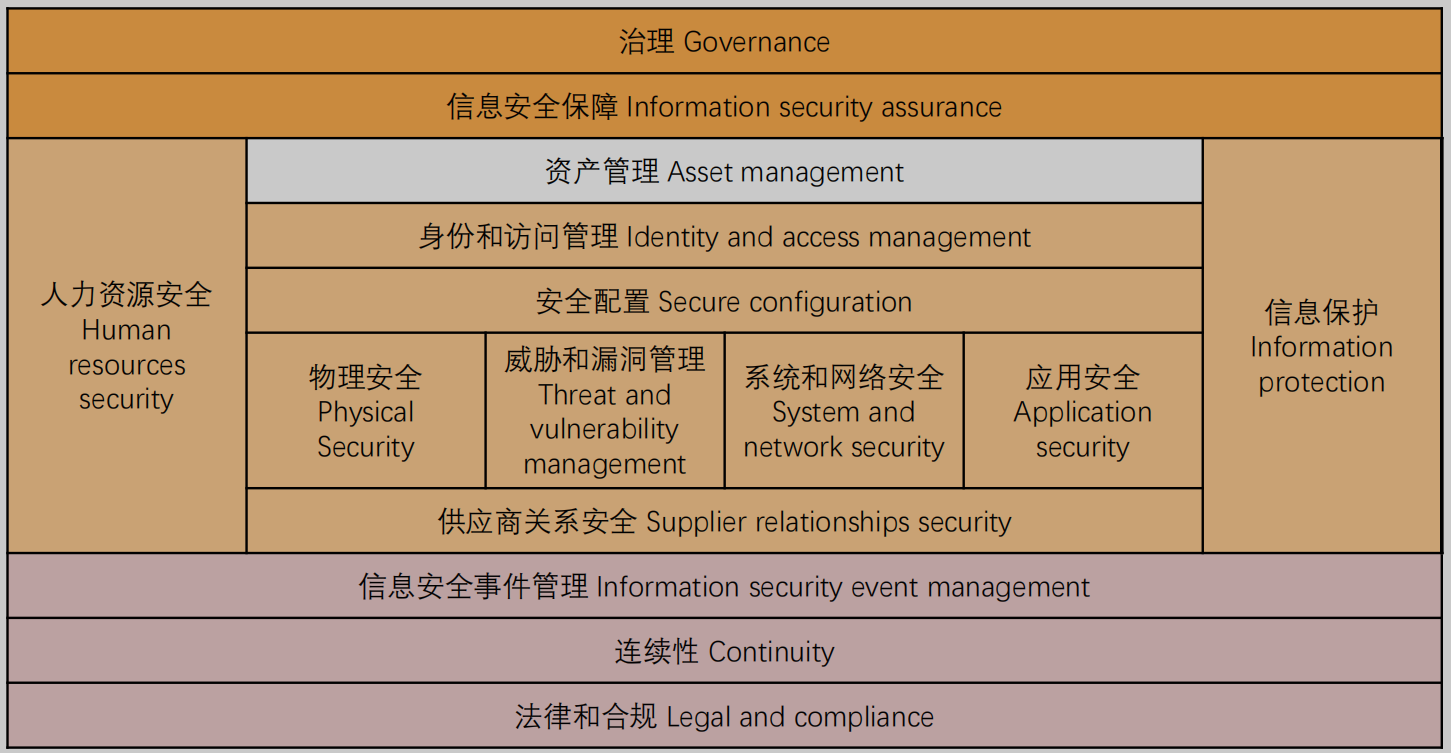 治理 Governance
信息安全保障 Information security assurance
人力资源安全
Human
resources
security
资产管理 Asset management
身份和访问管理 Identity and access management
安全配置 Secure configuration
物理安全
Physical
Security
威胁和漏洞管理
Threat and
vulnerability
management
系统和网络安全
System and
network security
应用安全
Application
security
供应商关系安全 Supplier relationships security
信息保护
Information
protection
信息安全事件管理 Information security event management
连续性 Continuity
法律和合规 Legal and compliance